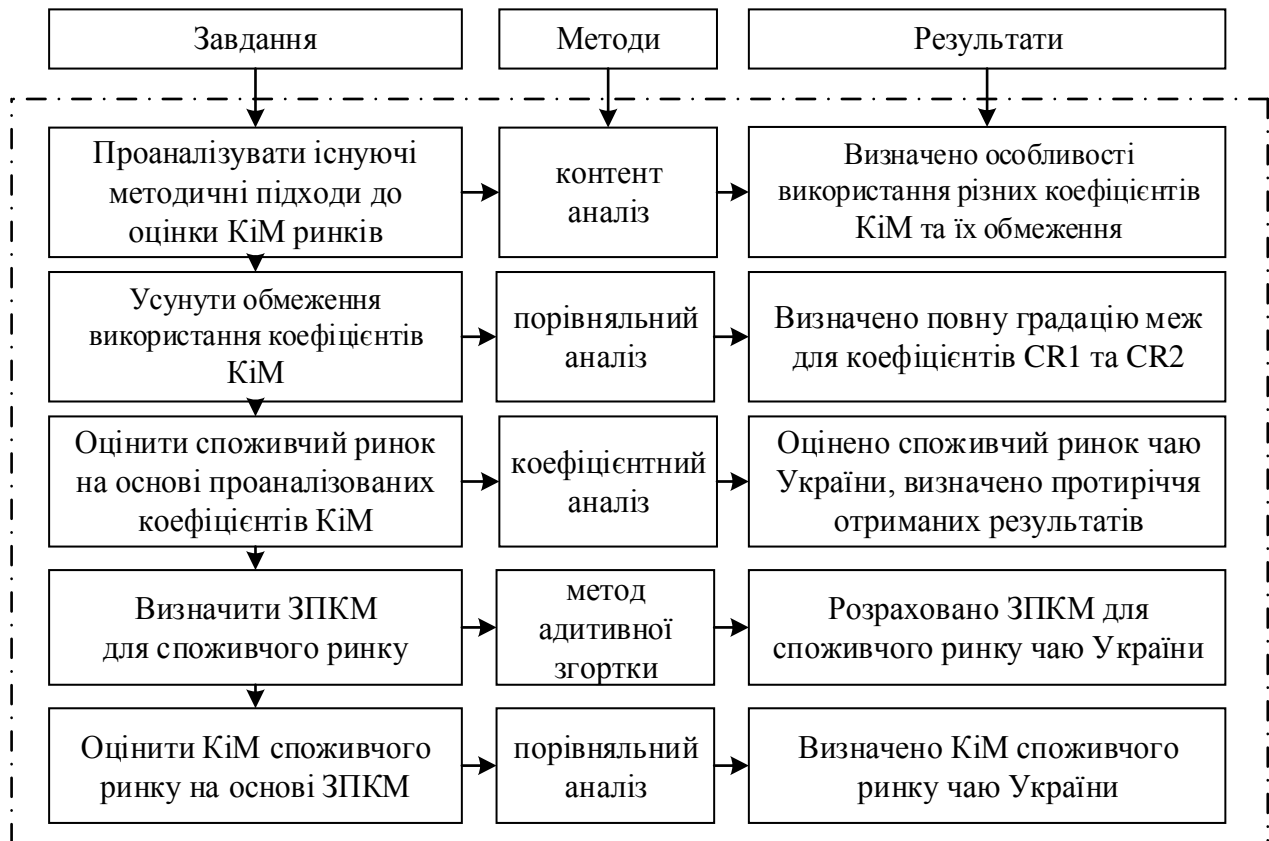 Завдання
Методи
Результати
Проаналізувати існуючі
методичні підходи до
оцінки КіМ ринків
контент
аналіз
Визначено особливості
використання різних коефіцієнтів
КіМ та їх обмеження
Усунути обмеження
використання коефіцієнтів
КіМ
порівняльний
аналіз
Визначено повну градацію меж
для коефіцієнтів CR1 та CR2
Оцінити споживчий ринок
на основі проаналізованих
коефіцієнтів КіМ
коефіцієнтний
аналіз
Оцінено споживчий ринок чаю
України, визначено протиріччя
отриманих результатів
Визначити ЗПКМ
для споживчого ринку
метод
адитивної
згортки
Розраховано ЗПКМ для
споживчого ринку чаю України
Оцінити КіМ споживчого
ринку на основі ЗПКМ
порівняльний
аналіз
Визначено КіМ споживчого
ринку чаю України